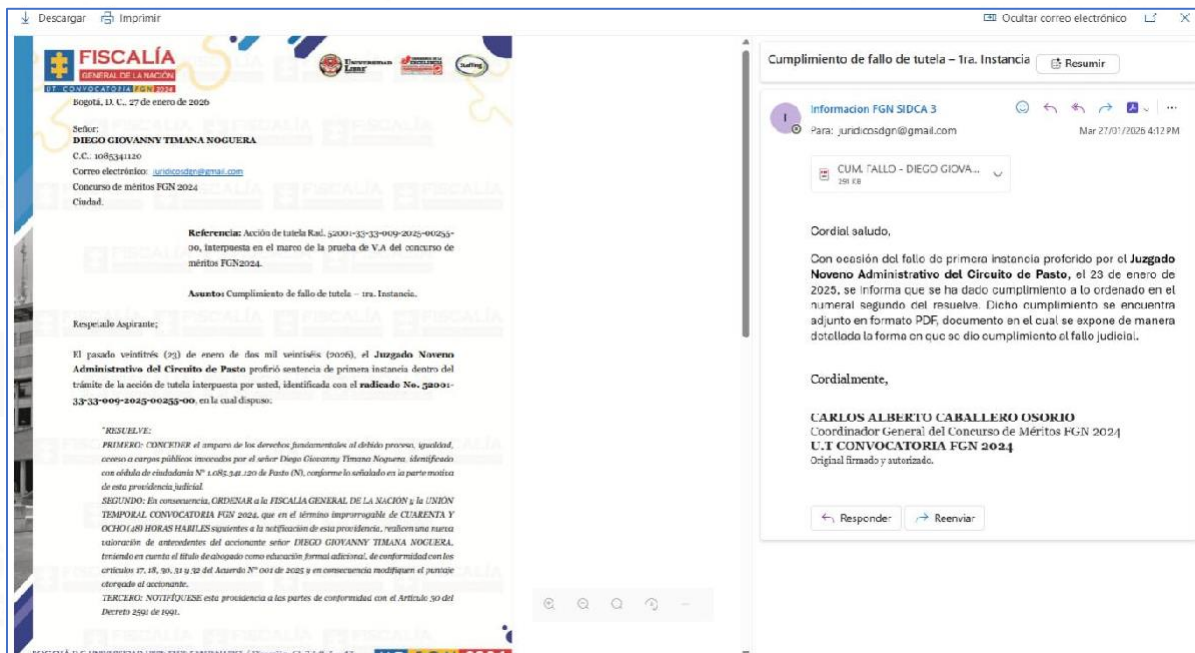 Descargar Imprimir
Ocultar correo electrónico
FISCALÍA
GENERAL DE LA NACIÓN
UT CONVOCATORIA FGN 2024
UNIVERSIDAD
LIBRE
Bogotá, D. C., 27 de enero de 2026
Señor:
DIEGO GIOVANNY TIMANA NOGUERA
C.C.: 1085341120
Correo electrónico: juridicosdgn@gmail.com
Concurso de méritos FGN 2024
Ciudad.
Referencia: Acción de tutela Rad. 52001-33-33-009-2025-00255-
00, interpuesta en el marco de la prueba de V.A del concurso de
méritos FGN2024.
Asunto: Cumplimiento de fallo de tutela – 1ra. Instancia.
Respetado Aspirante;
El pasado veintitrés (23) de enero de dos mil veintiséis (2026), el Juzgado Noveno
Administrativo del Circuito de Pasto profirió sentencia de primera instancia dentro del
trámite de la acción de tutela interpuesta por usted, identificada con el radicado No. 52001-
33-33-009-2025-00255-00, en la cual dispuso:
"RESUELVE:
PRIMERO: CONCEDER el amparo de los derechos fundamentales al debido proceso, igualdad,
acceso a cargos públicos invocados por el señor Diego Giovanny Timana Noguera, identificado
con cédula de ciudadanía N° 1.085.341.120 de Pasto (N), conforme lo señalado en la parte motiva
de esta providencia judicial.
SEGUNDO: En consecuencia, ORDENAR a la FISCALÍA GENERAL DE LA NACIÓN y la UNIÓN
TEMPORAL CONVOCATORIA FGN 2024, que en el término improrrogable de CUARENTA Y
OCHO (48) HORAS HABILES siguientes a la notificación de esta providencia, realicen una nueva
valoración de antecedentes del accionante señor DIEGO GIOVANNY TIMANA NOGUERA,
teniendo en cuenta el título de abogado como educación formal adicional, de conformidad con los
artículos 17, 18, 30, 31 y 32 del Acuerdo N° 001 de 2025 y en consecuencia modifiquen el puntaje
otorgado al accionante.
TERCERO: NOTIFÍQUESE esta providencia a las partes de conformidad con el Artículo 30 del
Decreto 2591 de 1991.
Cumplimiento de fallo de tutela – 1ra. Instancia Resumir
Informacion FGN SIDCA 3
Para: juridicosdgn@gmail.com Mar 27/01/2026 4:12 PM
CUM. FALLO - DIEGO GIOVA...
291 KB
Cordial saludo,
Con ocasión del fallo de primera instancia proferido por el Juzgado
Noveno Administrativo del Circuito de Pasto, el 23 de enero de
2025, se informa que se ha dado cumplimiento a lo ordenado en el
numeral segundo del resuelve. Dicho cumplimiento se encuentra
adjunto en formato PDF, documento en el cual se expone de manera
detallada la forma en que se dio cumplimiento al fallo judicial.
Cordialmente,
CARLOS ALBERTO CABALLERO OSORIO
Coordinador General del Concurso de Méritos FGN 2024
U.T CONVOCATORIA FGN 2024
Original firmado y autorizado.
Responder Reenviar